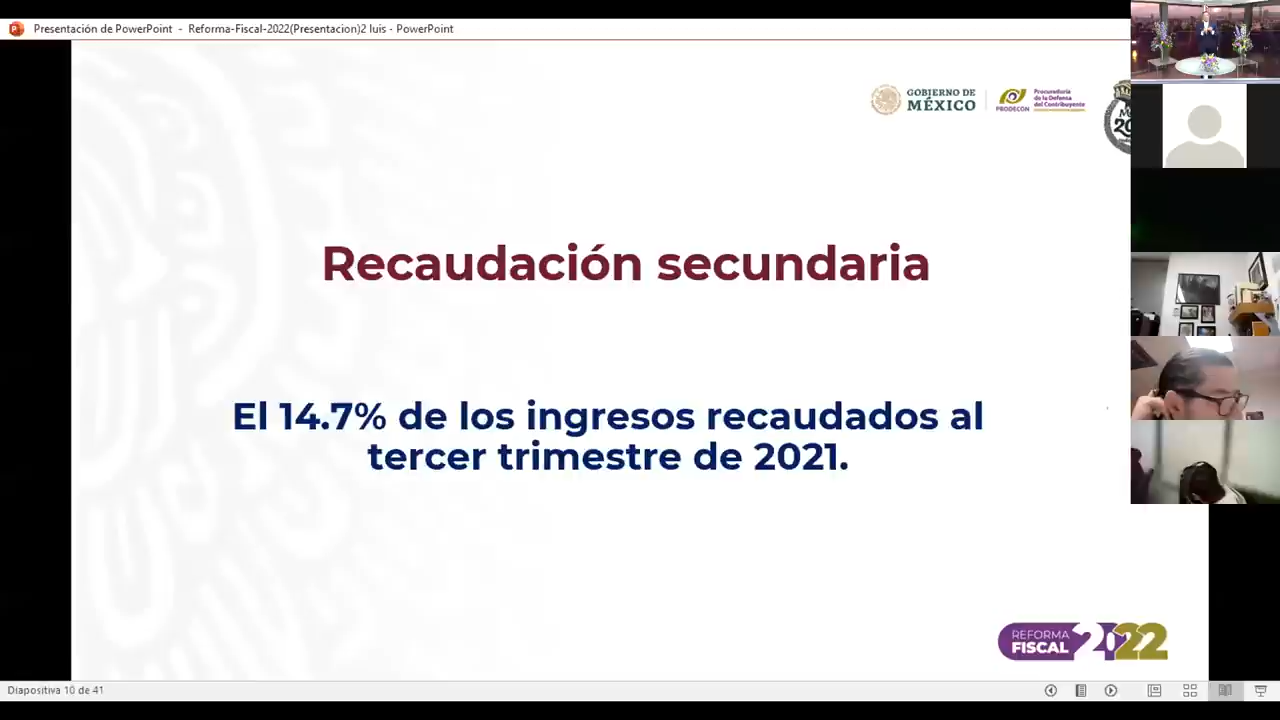 Presentación de PowerPoint - Reforma-Fiscal-2022(Presentacion)2 luis - PowerPoint
GOBIERNO DE
MÉXICO
PRODECON
Procuraduría
de la Defensa
del Contribuyente
Recaudación secundaria
El 14.7% de los ingresos recaudados al
tercer trimestre de 2021.
REFORMA
FISCAL
2022
Diapositiva 10 de 41